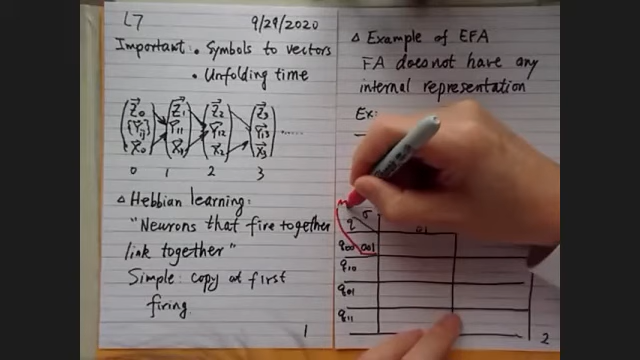 L7 9/29/2020
Important: • Symbols to vectors
• Unfolding time
0 1 2 3
△ Hebbian learning:
"Neurons that fire together
link together"
Simple: copy at first
firing
1
△ Example of EFA
FA does not have any
internal representation
Ex:
σ
q 01
q00 001
q10
q01
q11
2